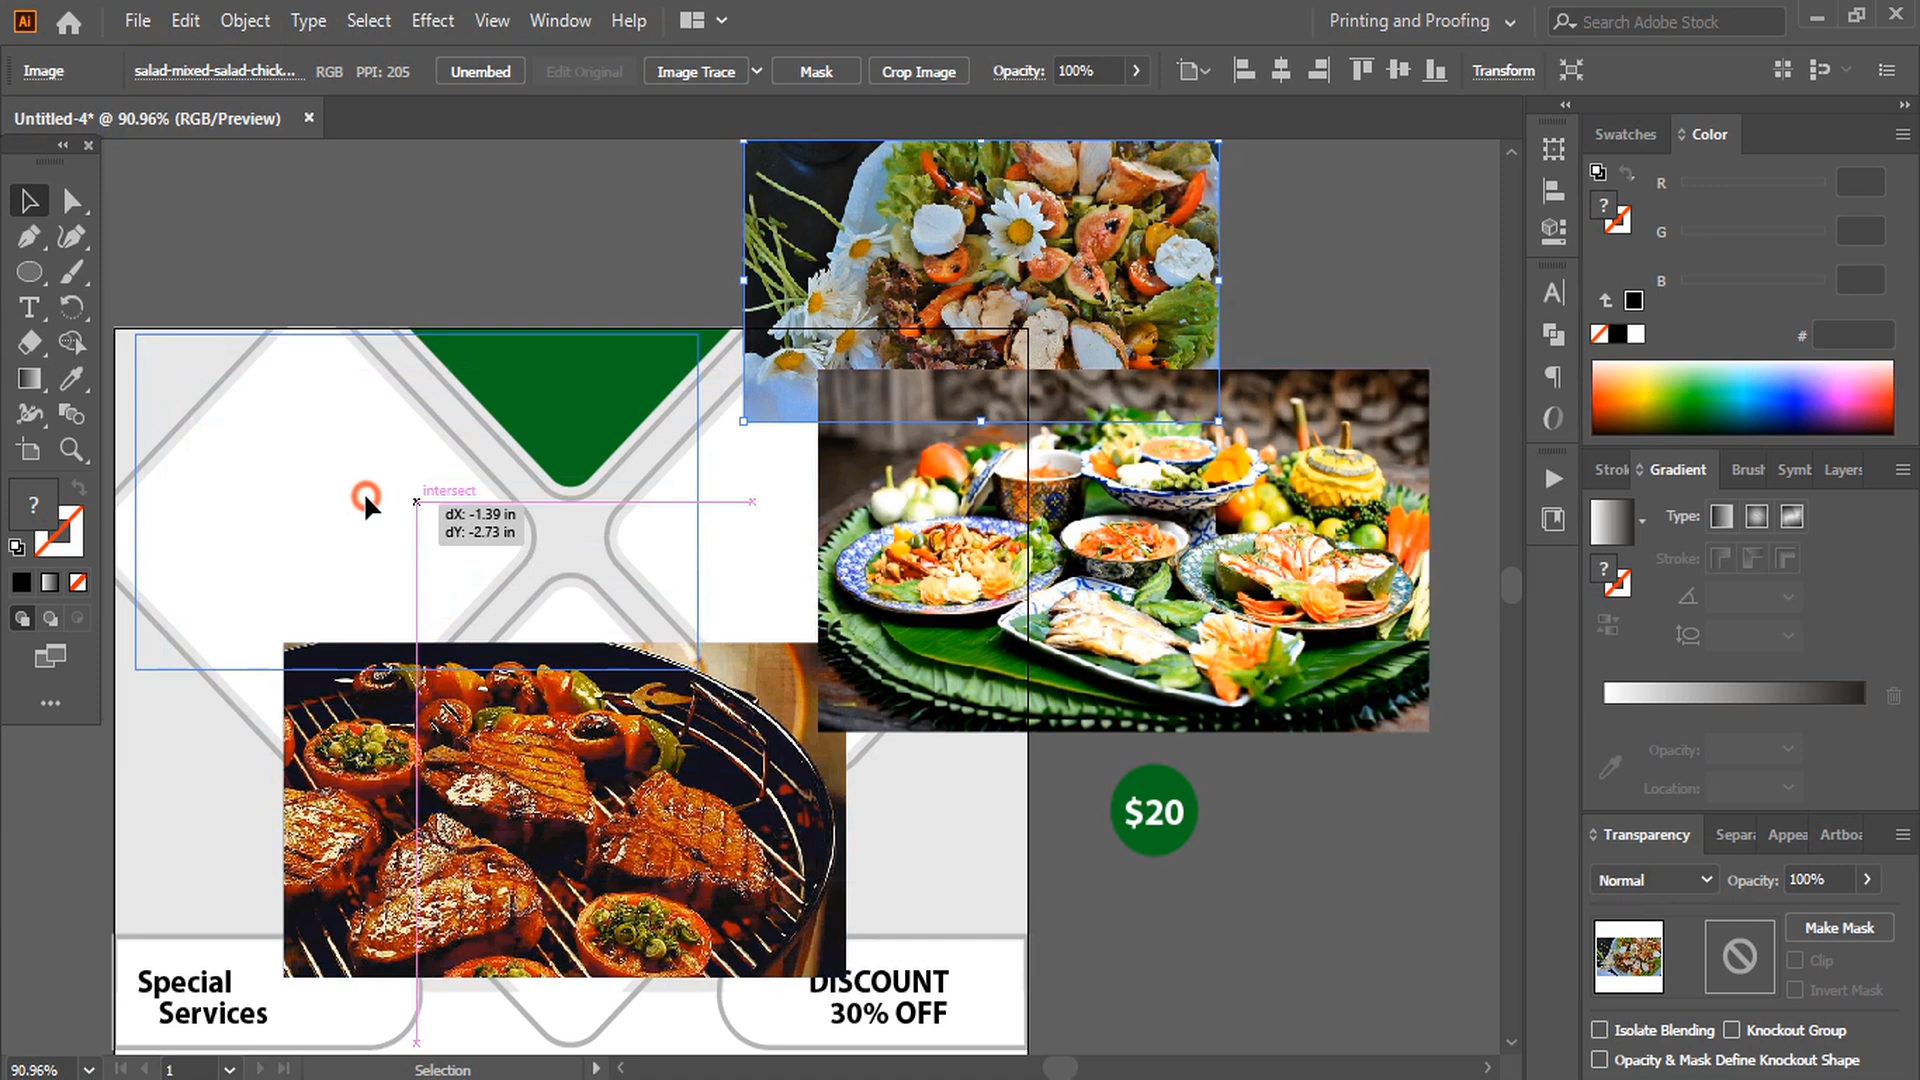 Ai File Edit Object Type Select Effect View Window Help Printing and Proofing Search Adobe Stock
Image salad-mixed-salad-chick... RGB PPI: 205 Unembed Edit Original Image Trace Mask Crop Image Opacity: 100% Transform
Untitled-4* @ 90.96% (RGB/Preview)
Swatches Color
R
G
B
#
intersect
dX: -1.39 in
dY: -2.73 in
Strok Gradient Brush Symb Layers
Type:
Stroke:
Opacity:
Location:
$20
Transparency Separa Appea Artboa
Normal Opacity: 100%
Make Mask
Clip
Invert Mask
Isolate Blending Knockout Group
Opacity & Mask Define Knockout Shape
Special
Services
DISCOUNT
30% OFF
90.96% 1 Selection